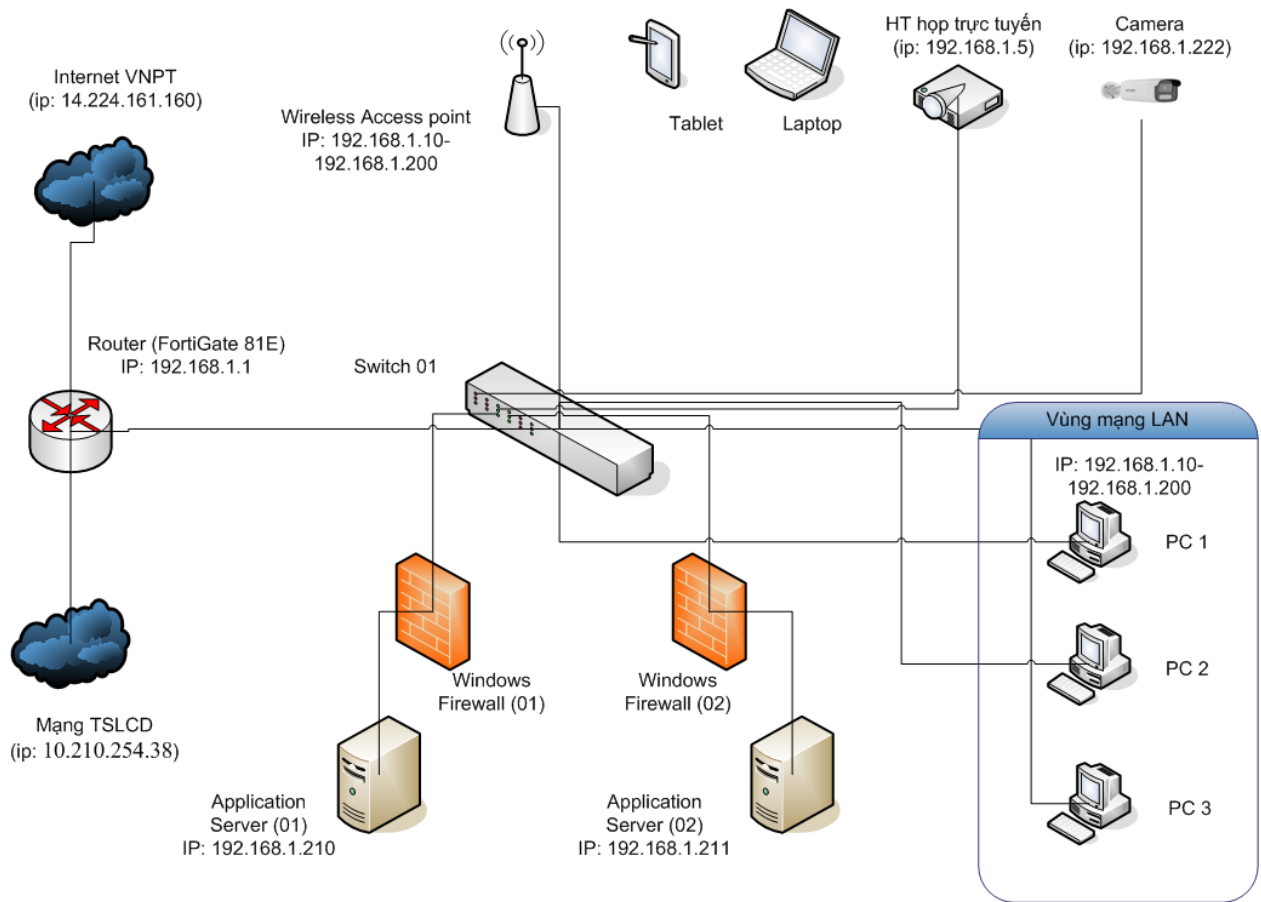 HT họp trực tuyến
(ip: 192.168.1.5)
Camera
(ip: 192.168.1.222)
Internet VNPT
(ip: 14.224.161.160)
Wireless Access point
IP: 192.168.1.10-
192.168.1.200
Tablet
Laptop
Router (FortiGate 81E)
IP: 192.168.1.1
Switch 01
Vùng mạng LAN
IP: 192.168.1.10-
192.168.1.200
PC 1
PC 2
PC 3
Windows
Firewall (01)
Windows
Firewall (02)
Mạng TSLCD
(ip: 10.210.254.38)
Application
Server (01)
IP: 192.168.1.210
Application
Server (02)
IP: 192.168.1.211